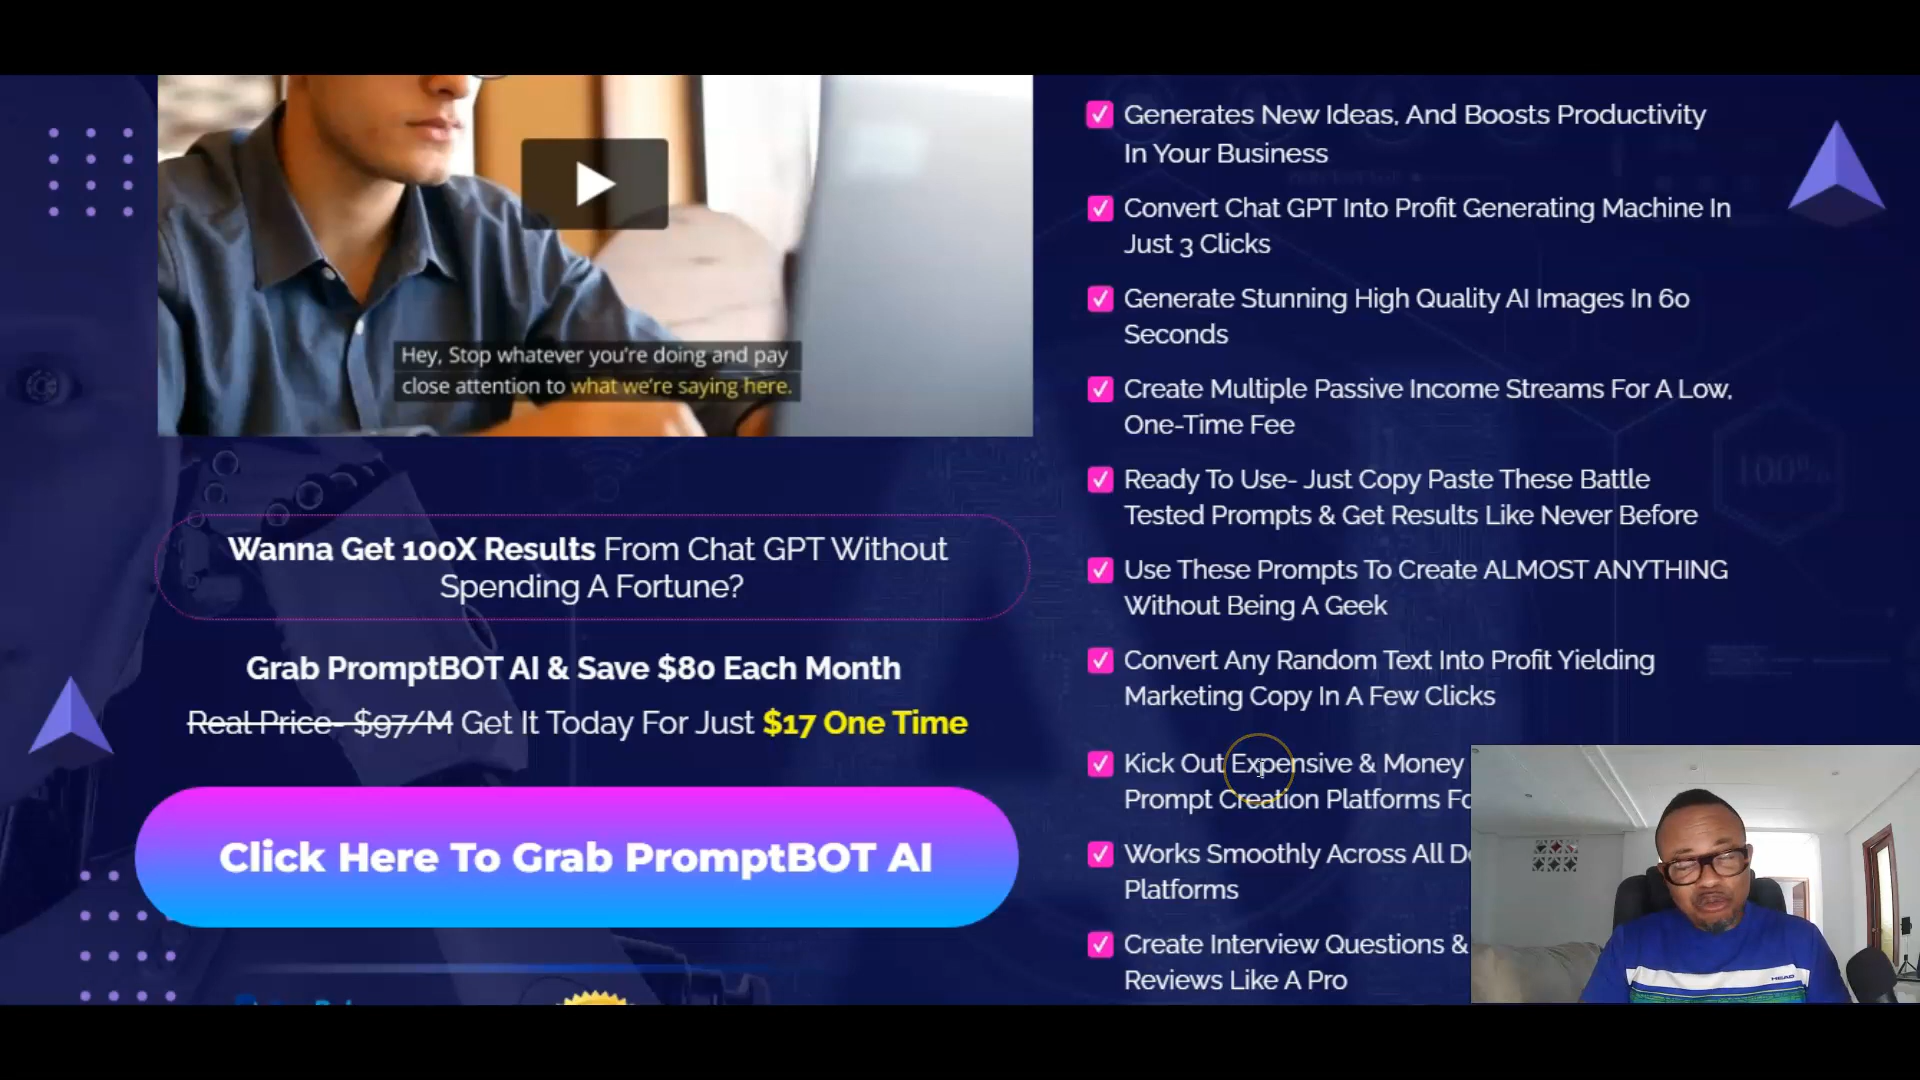 Hey, Stop whatever you're doing and pay
close attention to what we're saying here.
Wanna Get 100X Results From Chat GPT Without
Spending A Fortune?
Grab PromptBOT AI & Save $80 Each Month
Real Price- $97/M Get It Today For Just $17 One Time
Click Here To Grab PromptBOT AI
Generates New Ideas, And Boosts Productivity
In Your Business
Convert Chat GPT Into Profit Generating Machine In
Just 3 Clicks
Generate Stunning High Quality AI Images In 60
Seconds
Create Multiple Passive Income Streams For A Low,
One-Time Fee
Ready To Use- Just Copy Paste These Battle
Tested Prompts & Get Results Like Never Before
Use These Prompts To Create ALMOST ANYTHING
Without Being A Geek
Convert Any Random Text Into Profit Yielding
Marketing Copy In A Few Clicks
Kick Out Expensive & Money
Prompt Creation Platforms
Works Smoothly Across All
Platforms
Create Interview Questions &
Reviews Like A Pro
100%
HEAD